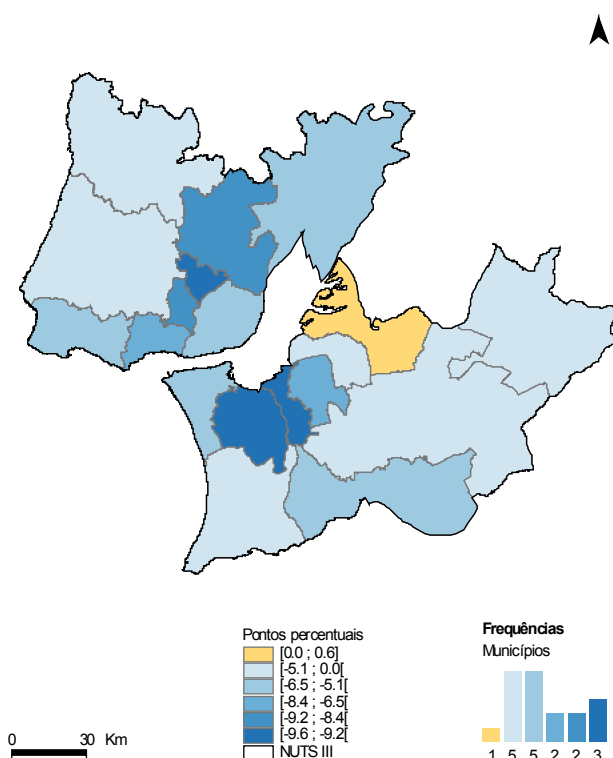 Pontos percentuais
[0.0 ; 0.6]
[-5.1 ; 0.0[
[-6.5 ; -5.1[
[-8.4 ; -6.5[
[-9.2 ; -8.4[
[-9.6 ; -9.2[
NUTS III
Frequências
Municípios
1 5 5 2 2 3
0 30 Km